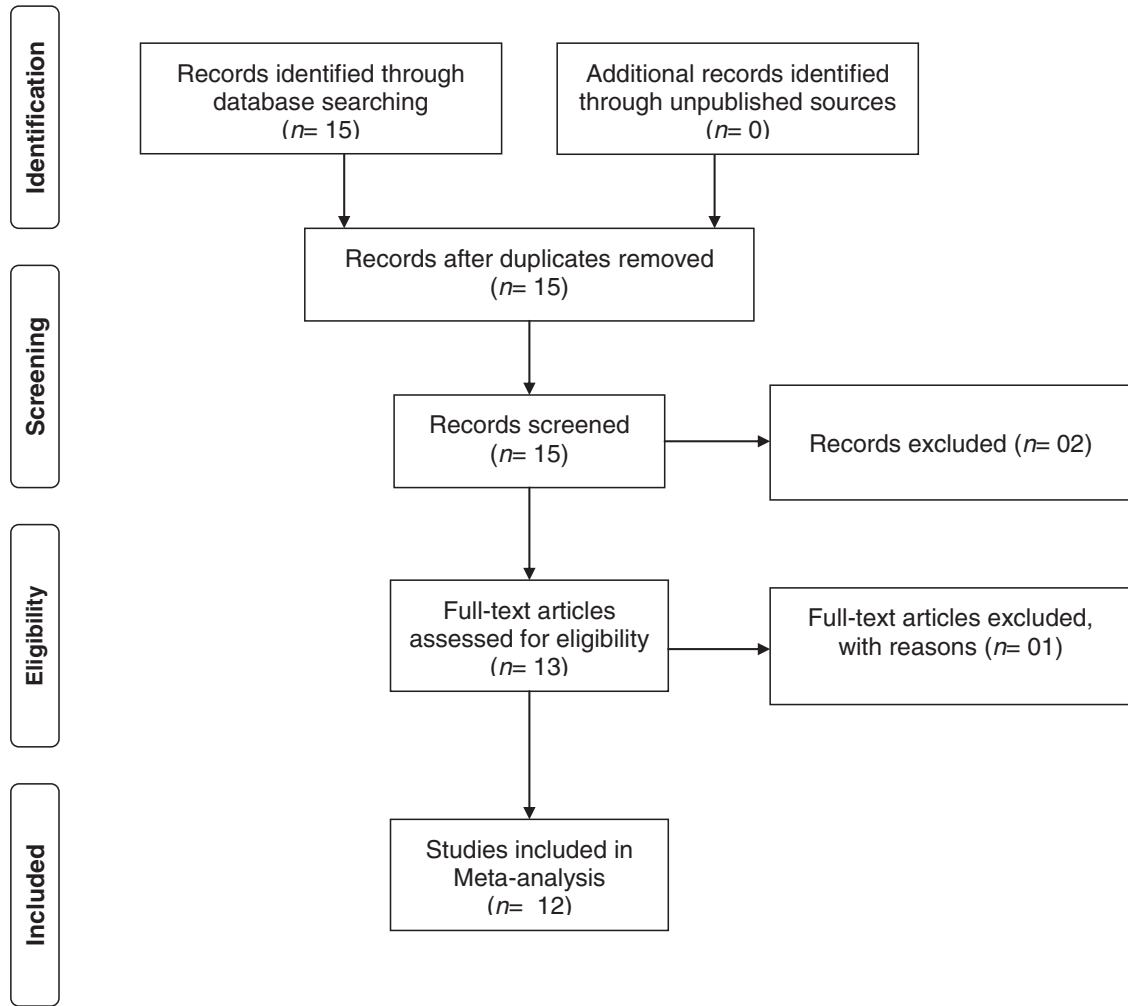 Identification
Records identified through
database searching
(n= 15)
Additional records identified
through unpublished sources
(n= 0)
Records after duplicates removed
(n= 15)
Screening
Records screened
(n= 15)
Records excluded (n= 02)
Eligibility
Full-text articles
assessed for eligibility
(n= 13)
Full-text articles excluded,
with reasons (n= 01)
Included
Studies included in
Meta-analysis
(n= 12)